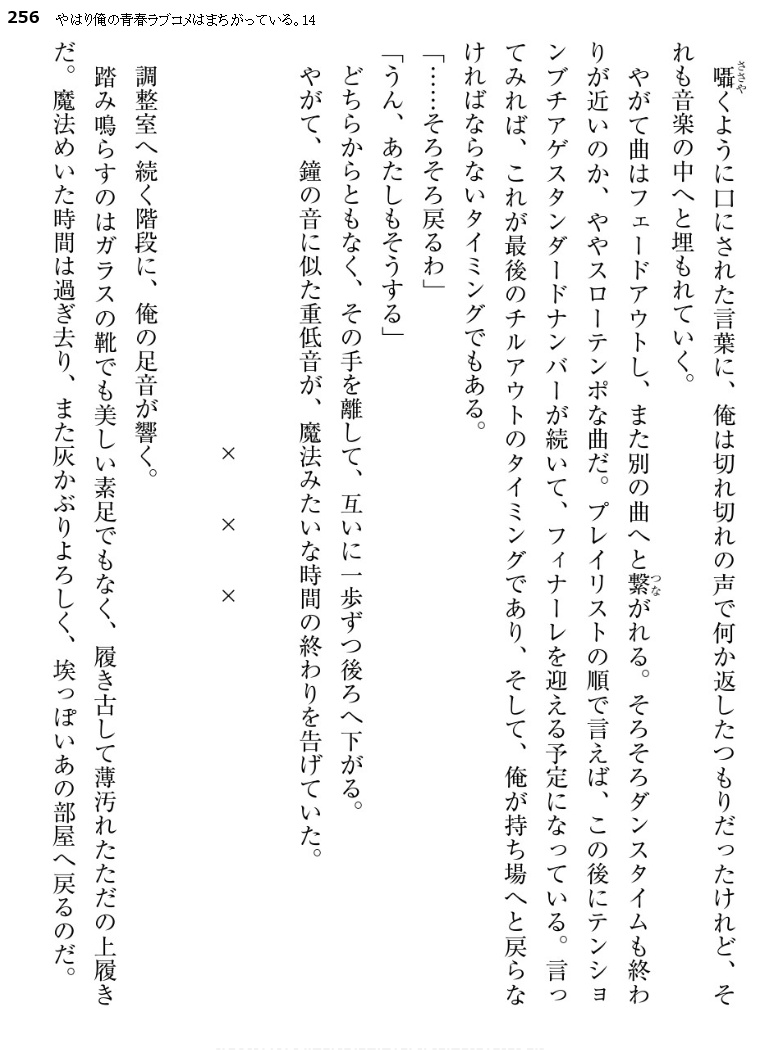 256 やはり俺の青春ラブコメはまちがっている。14
囁くように口にされた言葉に、俺は切れ切れの声で何か返したつもりだったけれど、そ
ささや
れも音楽の中へと埋もれていく。
やがて曲はフェードアウトし、また別の曲へと繋がれる。そろそろダンスタイムも終わ
つな
りが近いのか、ややスローテンポな曲だ。プレイリストの順で言えば、この後にテンショ
ンブチアゲスタンダードナンバーが続いて、フィナーレを迎える予定になっている。言っ
てみれば、これが最後のチルアウトのタイミングであり、そして、俺が持ち場へと戻らな
ければならないタイミングでもある。
「……そろそろ戻るわ」
「うん、あたしもそうする」
どちらからともなく、その手を離して、互いに一歩ずつ後ろへ下がる。
やがて、鐘の音に似た重低音が、魔法みたいな時間の終わりを告げていた。
× × ×
調整室へ続く階段に、俺の足音が響く。
踏み鳴らすのはガラスの靴でも美しい素足でもなく、履き古して薄汚れたただの上履き
だ。魔法めいた時間は過ぎ去り、また灰かぶりよろしく、埃っぽいあの部屋へ戻るのだ。